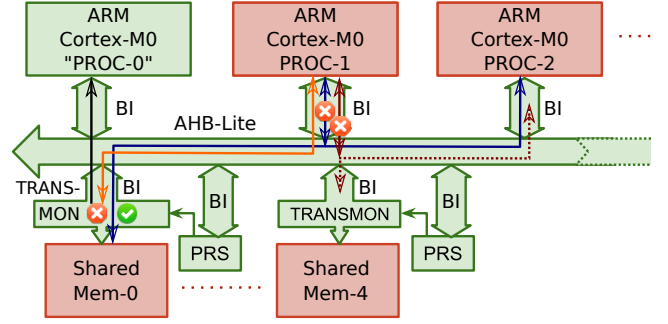 ARM
Cortex-M0
"PROC-0"
ARM
Cortex-M0
PROC-1
ARM
Cortex-M0
PROC-2
BI
BI
BI
AHB-Lite
TRANS-
MON
BI
BI
BI
BI
TRANSMON
PRS
PRS
Shared
Mem-0
Shared
Mem-4